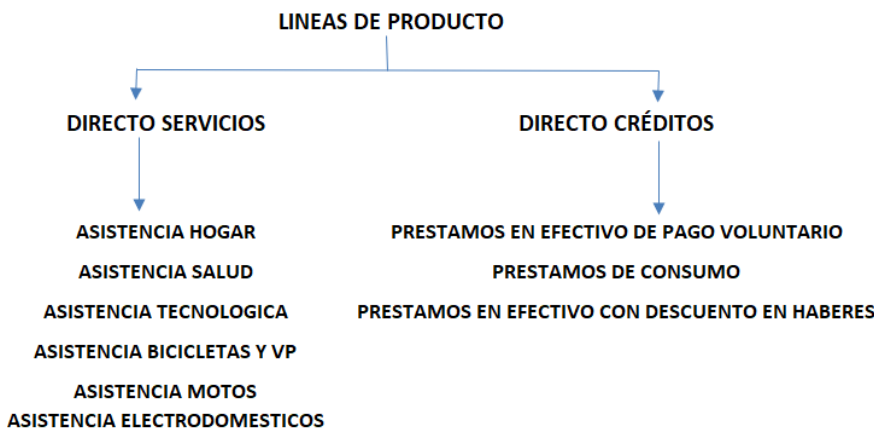 LINEAS DE PRODUCTO
DIRECTO SERVICIOS
ASISTENCIA HOGAR
ASISTENCIA SALUD
ASISTENCIA TECNOLOGICA
ASISTENCIA BICICLETAS Y VP
ASISTENCIA MOTOS
ASISTENCIA ELECTRODOMESTICOS
DIRECTO CRÉDITOS
PRESTAMOS EN EFECTIVO DE PAGO VOLUNTARIO
PRESTAMOS DE CONSUMO
PRESTAMOS EN EFECTIVO CON DESCUENTO EN HABERES